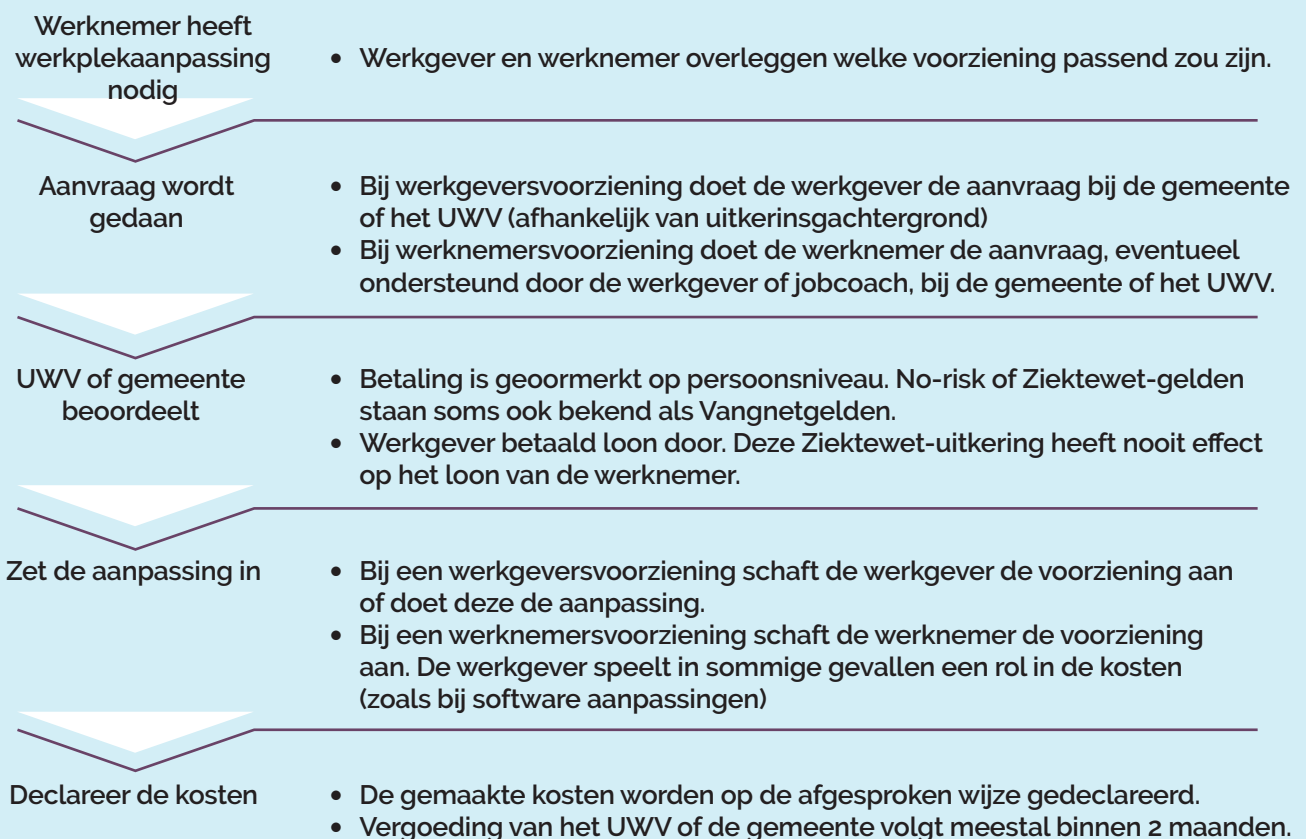 Werknemer heeft
werkplekaanpassing
nodig
• Werkgever en werknemer overleggen welke voorziening passend zou zijn.
Aanvraag wordt
gedaan
• Bij werkgeversvoorziening doet de werkgever de aanvraag bij de gemeente
of het UWV (afhankelijk van uitkerinsgachtergrond)
• Bij werknemersvoorziening doet de werknemer de aanvraag, eventueel
ondersteund door de werkgever of jobcoach, bij de gemeente of het UWV.
UWV of gemeente
beoordeelt
• Betaling is geoormerkt op persoonsniveau. No-risk of Ziektewet-gelden
staan soms ook bekend als Vangnetgelden.
• Werkgever betaald loon door. Deze Ziektewet-uitkering heeft nooit effect
op het loon van de werknemer.
Zet de aanpassing in
• Bij een werkgeversvoorziening schaft de werkgever de voorziening aan
of doet deze de aanpassing.
• Bij een werknemersvoorziening schaft de werknemer de voorziening
aan. De werkgever speelt in sommige gevallen een rol in de kosten
(zoals bij software aanpassingen)
Declareer de kosten
• De gemaakte kosten worden op de afgesproken wijze gedeclareerd.
• Vergoeding van het UWV of de gemeente volgt meestal binnen 2 maanden.